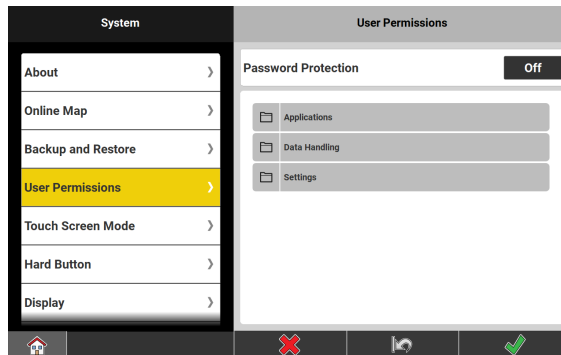 System
User Permissions
About
Online Map
Backup and Restore
User Permissions
Touch Screen Mode
Hard Button
Display
Password Protection
Off
Applications
Data Handling
Settings